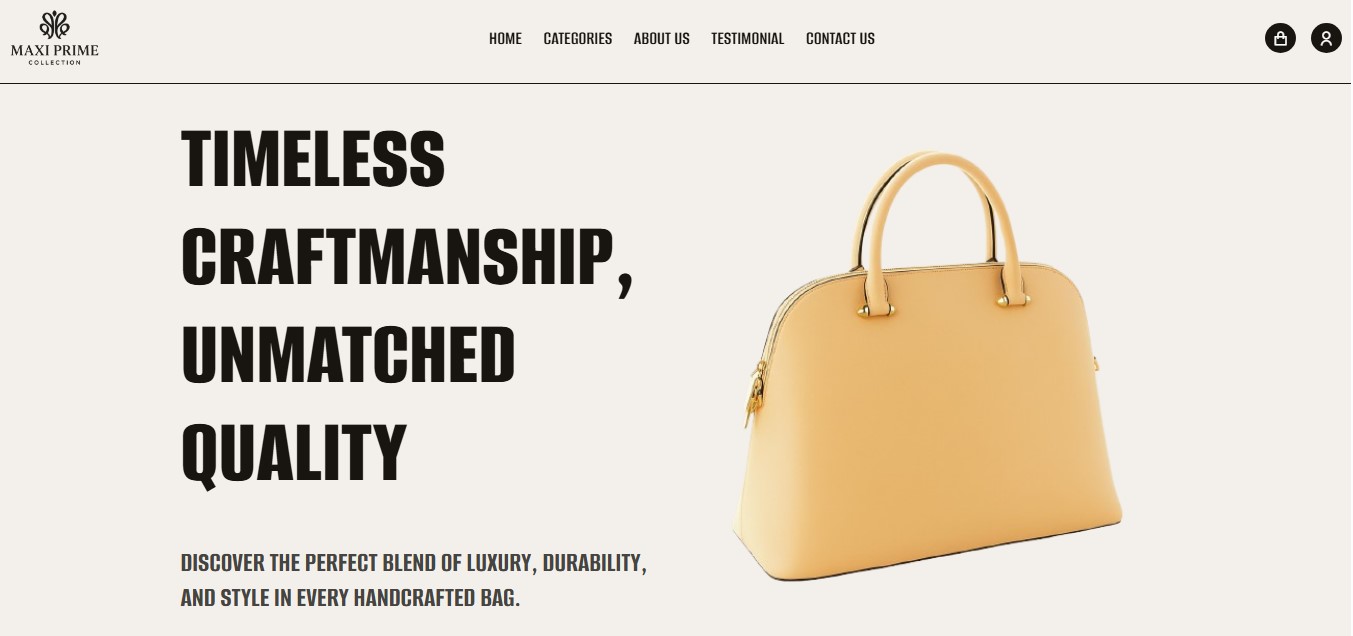 MAXI PRIME
COLLECTION
HOME CATEGORIES ABOUT US TESTIMONIAL CONTACT US
TIMELESS
CRAFTMANSHIP,
UNMATCHED
QUALITY
DISCOVER THE PERFECT BLEND OF LUXURY, DURABILITY,
AND STYLE IN EVERY HANDCRAFTED BAG.